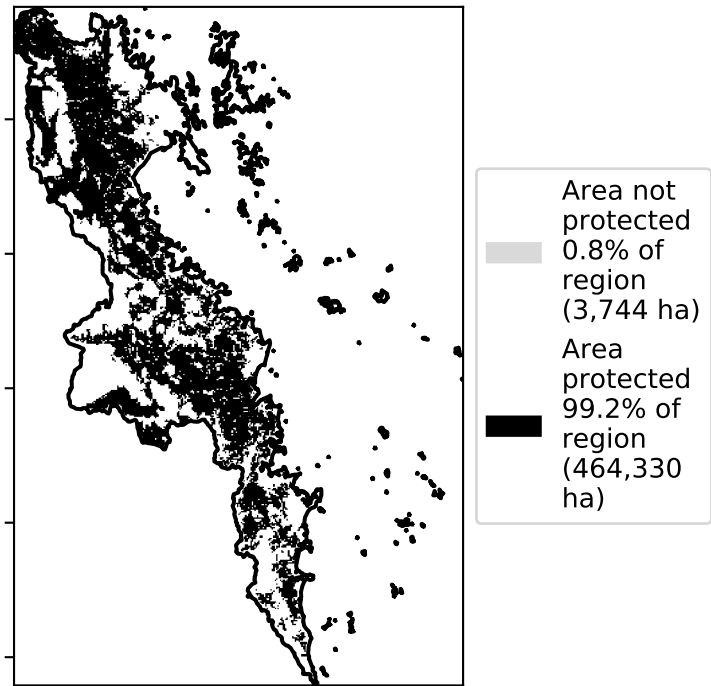 Area not
protected
0.8% of
region
(3,744 ha)
Area
protected
99.2% of
region
(464,330
ha)